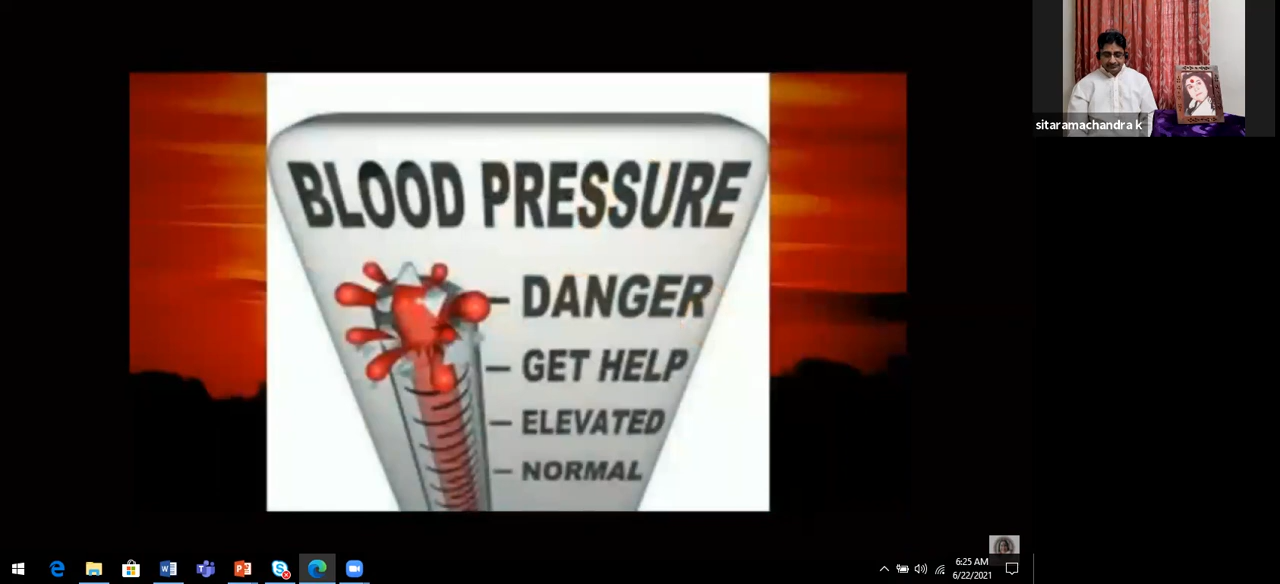 BLOOD PRESSURE
DANGER
GET HELP
ELEVATED
NORMAL
sitaramachandra k
6:25 AM
6/22/2021